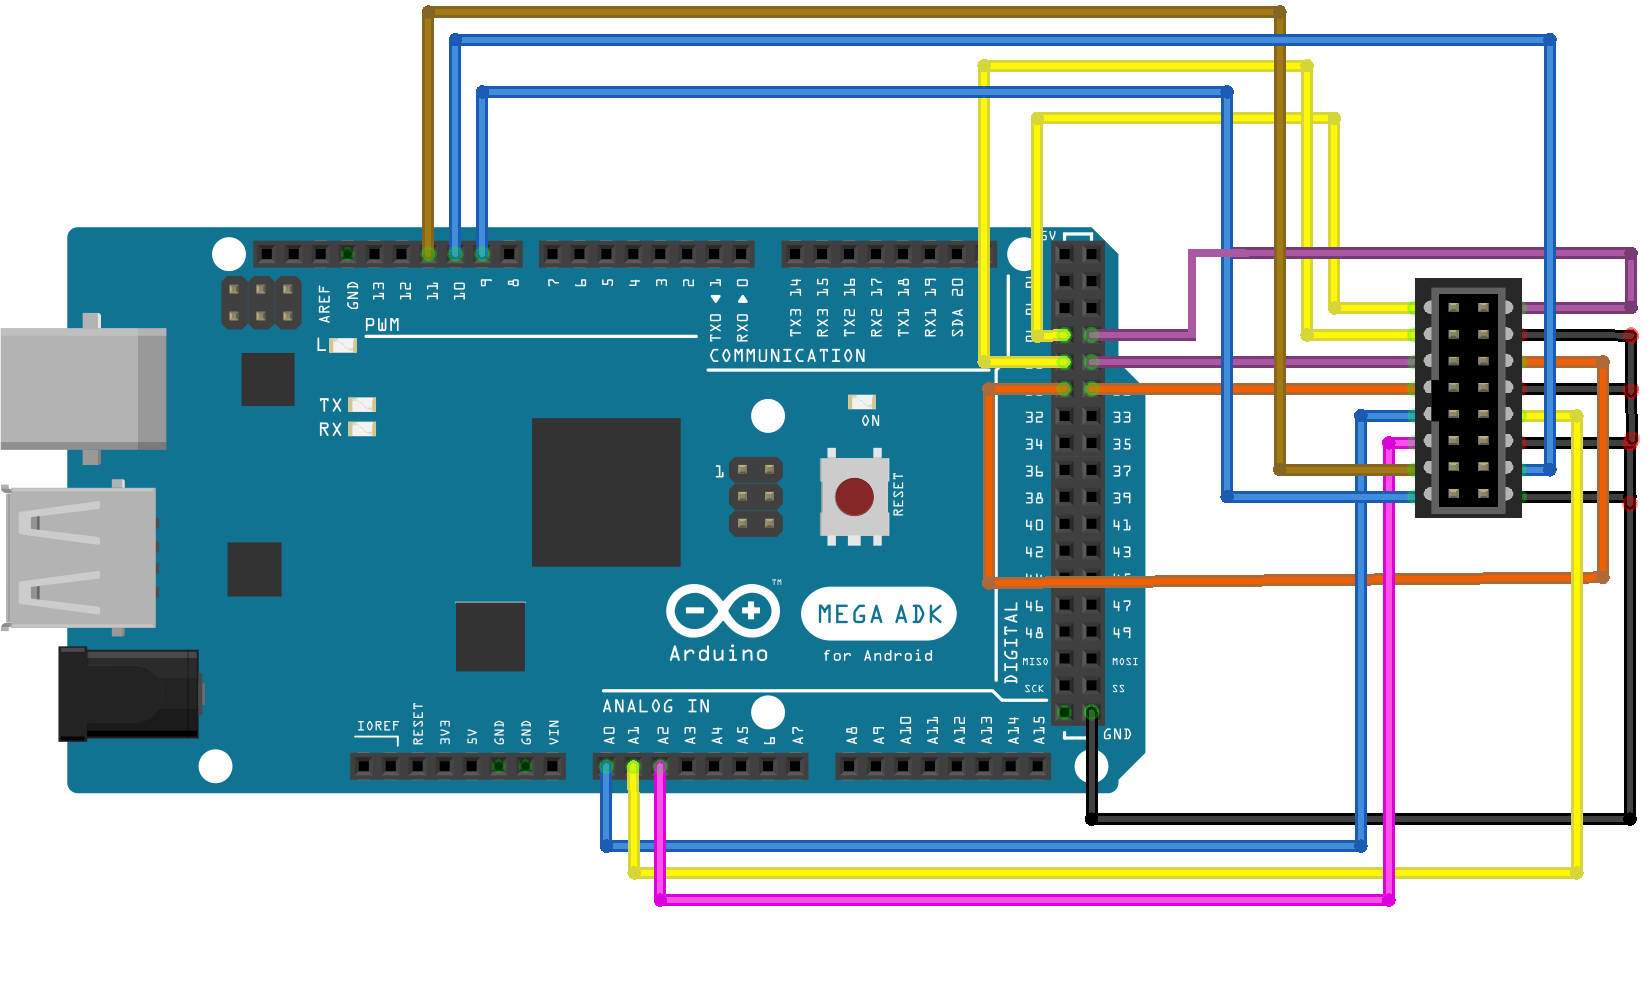 5V
AREF
GND
13
12
11
10
9
8
7
6
5
4
3
2
TX0 1
RX0 0
TX3 14
RX3 15
TX2 16
RX2 17
TX1 18
RX1 19
SDA 20
L
PWM
COMMUNICATION
TX
RX
ON
32 33
34 35
1
36 37
RESET
38 39
40 41
42 43
TM
46 47
MEGA ADK
48 49
DIGITAL
Arduino
for Android
MISO MOSI
SCK SS
ANALOG IN
IOREF
RESET
3V3
5V
GND
GND
VIN
A0
A1
A2
A3
A4
A5
6
A7
A8
A9
A10
A11
A12
A13
A14
A15
GND